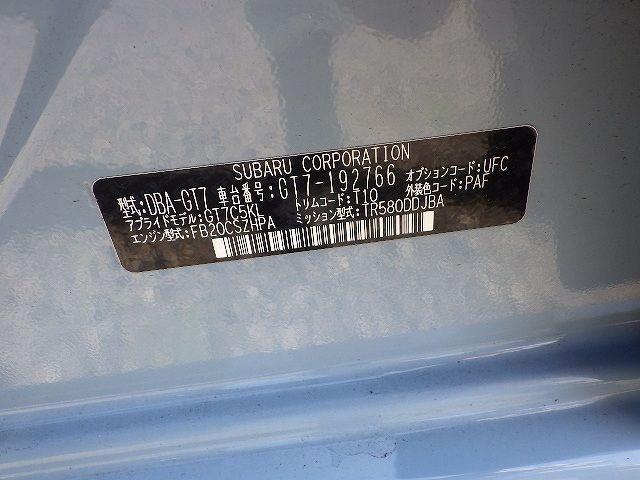 SUBARU CORPORATION
型式:DBA-GT7 車台番号:GT7-192766 オプションコード:UFC
アプライドモデル:GT7C5K トリムコード:T10 外装色コード:PAF
エンジン型式:FB20CSZHPA ミッション型式:TR580DDJBA